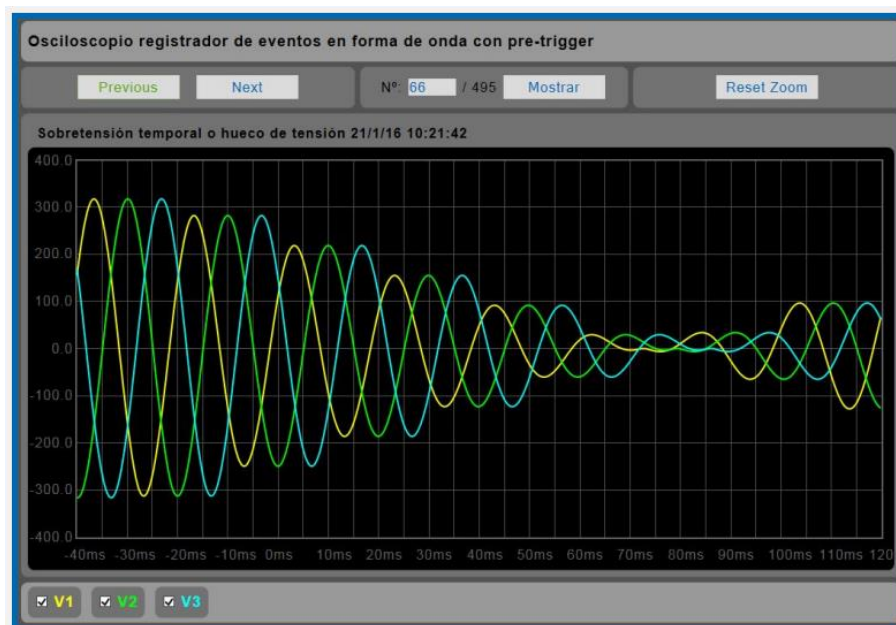 Osciloscopio registrador de eventos en forma de onda con pre-trigger
Previous Next Nº: 66 / 495 Mostrar Reset Zoom
Sobretensión temporal o hueco de tensión 21/1/16 10:21:42
400.0
300.0
200.0
100.0
0.0
-100.0
-200.0
-300.0
-400.0
-40ms -30ms -20ms -10ms 0ms 10ms 20ms 30ms 40ms 50ms 60ms 70ms 80ms 90ms 100ms 110ms 120
V1 V2 V3